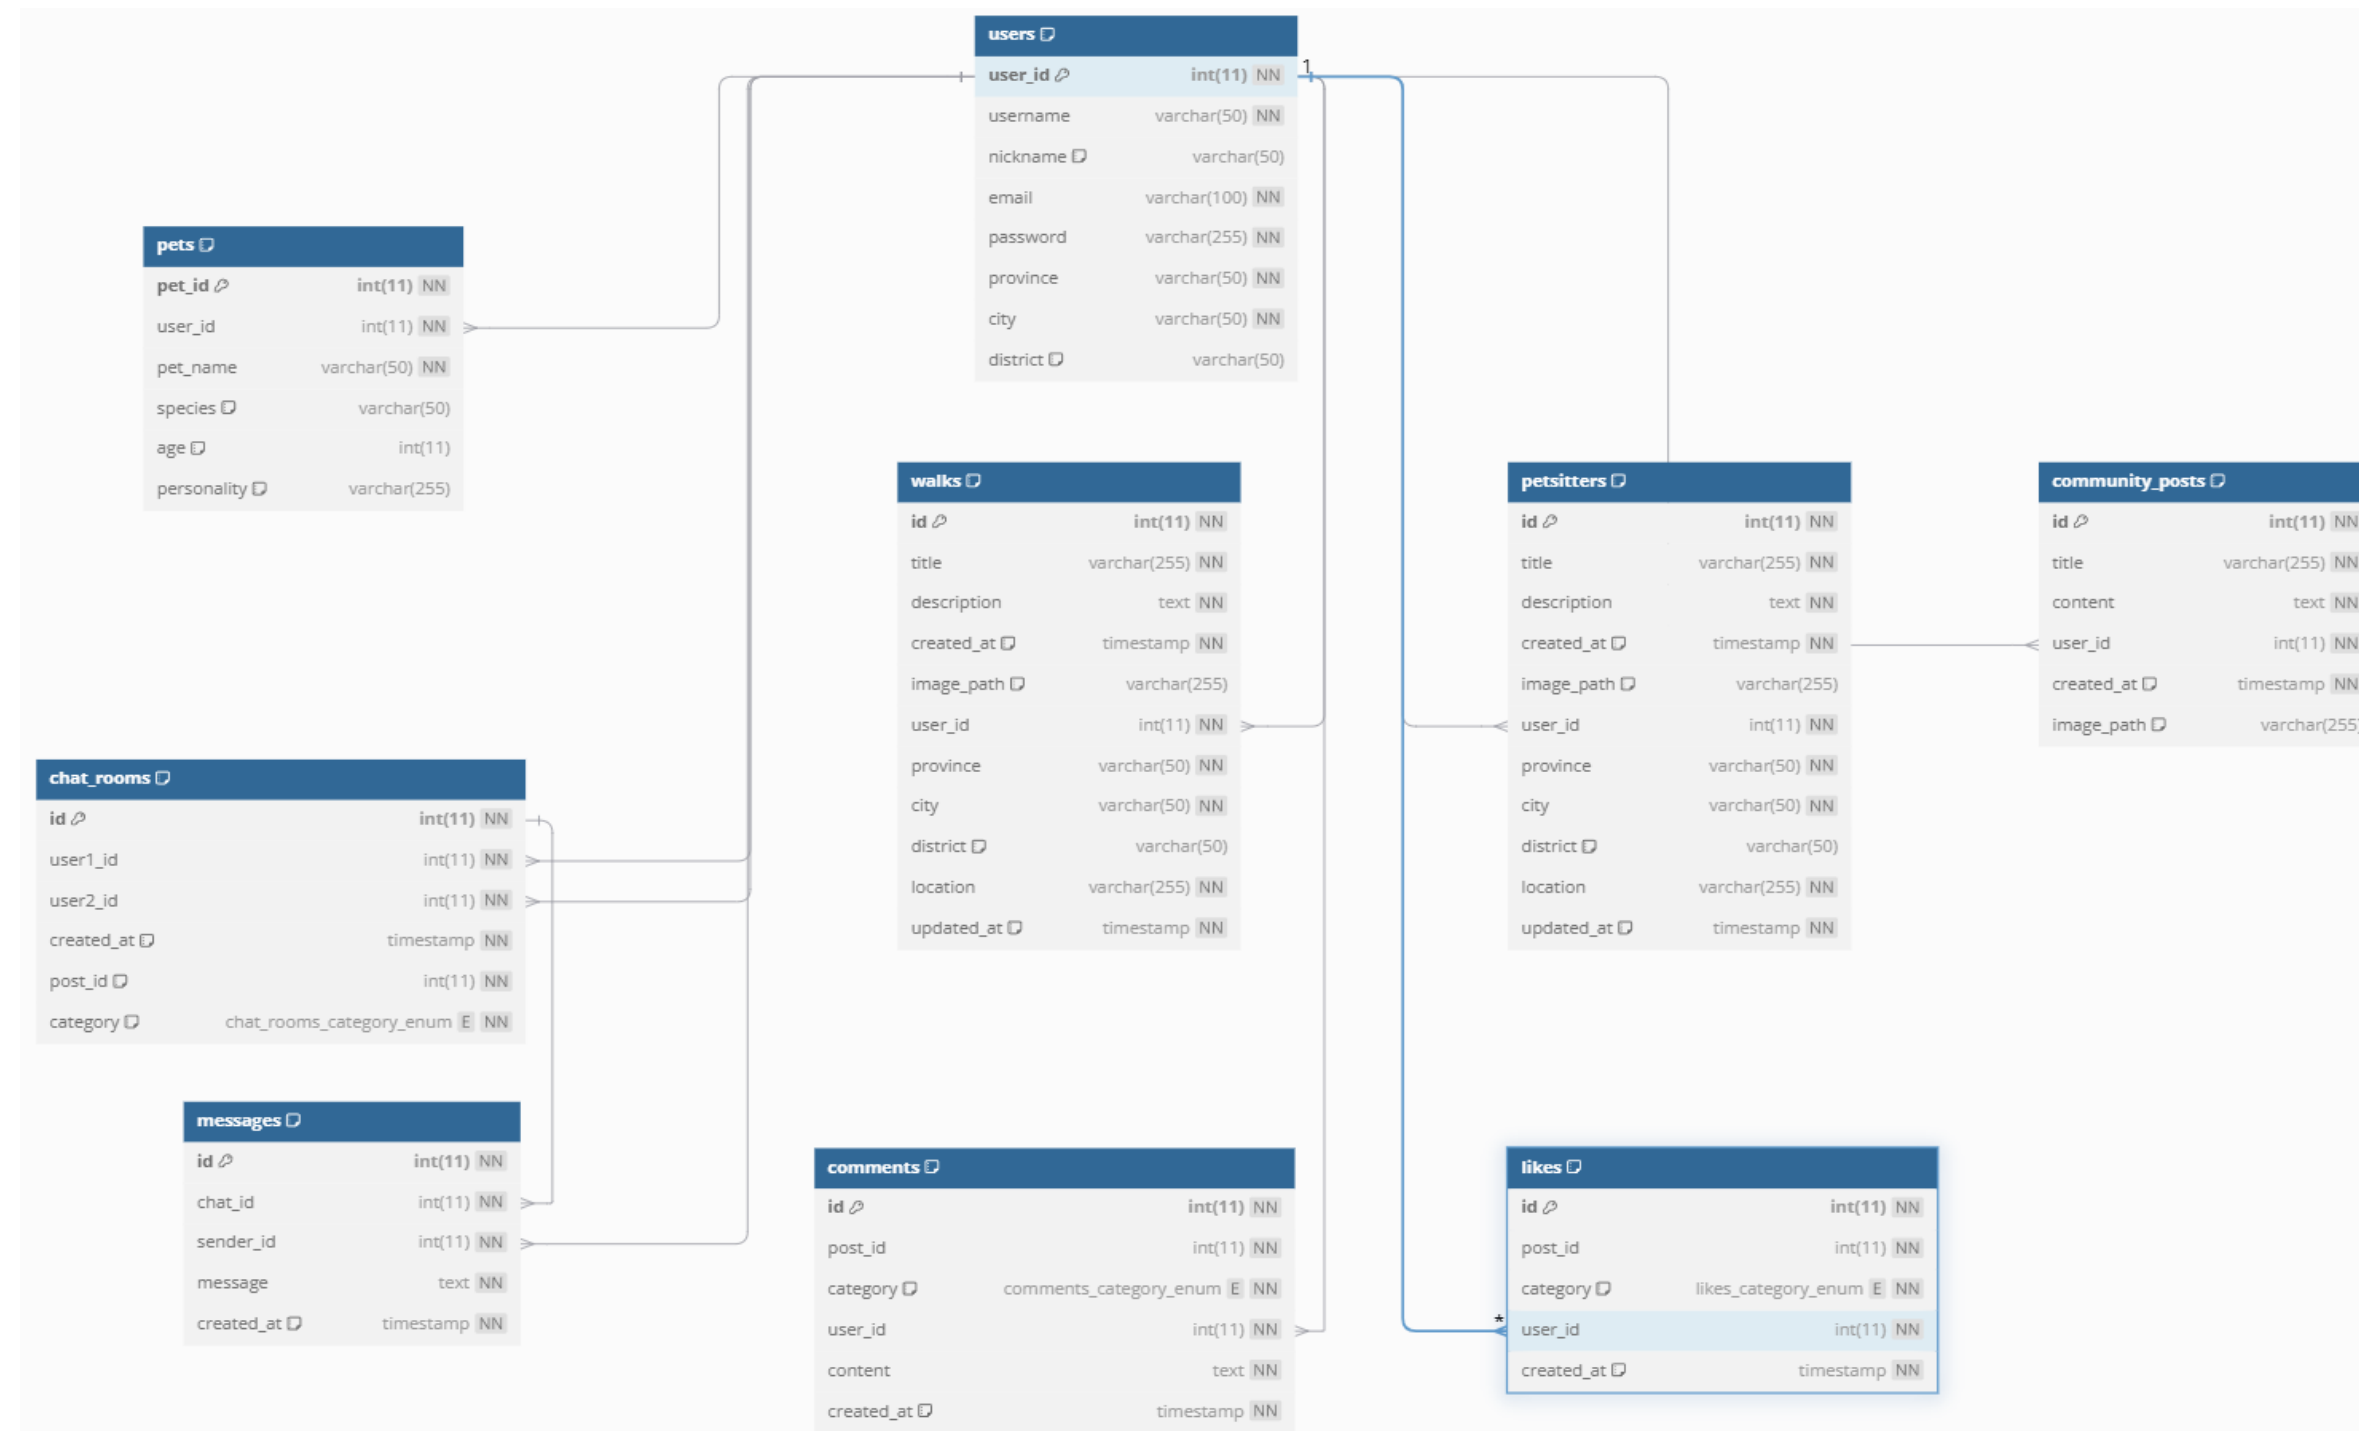 users
user_id int(11) NN
username varchar(50) NN
nickname varchar(50)
email varchar(100) NN
password varchar(255) NN
province varchar(50) NN
city varchar(50) NN
district varchar(50)
1
pets
pet_id int(11) NN
user_id int(11) NN
pet_name varchar(50) NN
species varchar(50)
age int(11)
personality varchar(255)
walks
id int(11) NN
title varchar(255) NN
description text NN
created_at timestamp NN
image_path varchar(255)
user_id int(11) NN
province varchar(50) NN
city varchar(50) NN
district varchar(50)
location varchar(255) NN
updated_at timestamp NN
petsitters
id int(11) NN
title varchar(255) NN
description text NN
created_at timestamp NN
image_path varchar(255)
user_id int(11) NN
province varchar(50) NN
city varchar(50) NN
district varchar(50)
location varchar(255) NN
updated_at timestamp NN
community_posts
id int(11) NN
title varchar(255) NN
content text NN
user_id int(11) NN
created_at timestamp NN
image_path varchar(255)
chat_rooms
id int(11) NN
user1_id int(11) NN
user2_id int(11) NN
created_at timestamp NN
post_id int(11) NN
category chat_rooms_category_enum E NN
messages
id int(11) NN
chat_id int(11) NN
sender_id int(11) NN
message text NN
created_at timestamp NN
comments
id int(11) NN
post_id int(11) NN
category comments_category_enum E NN
user_id int(11) NN
content text NN
created_at timestamp NN
likes
id int(11) NN
post_id int(11) NN
category likes_category_enum E NN
* user_id int(11) NN
created_at timestamp NN